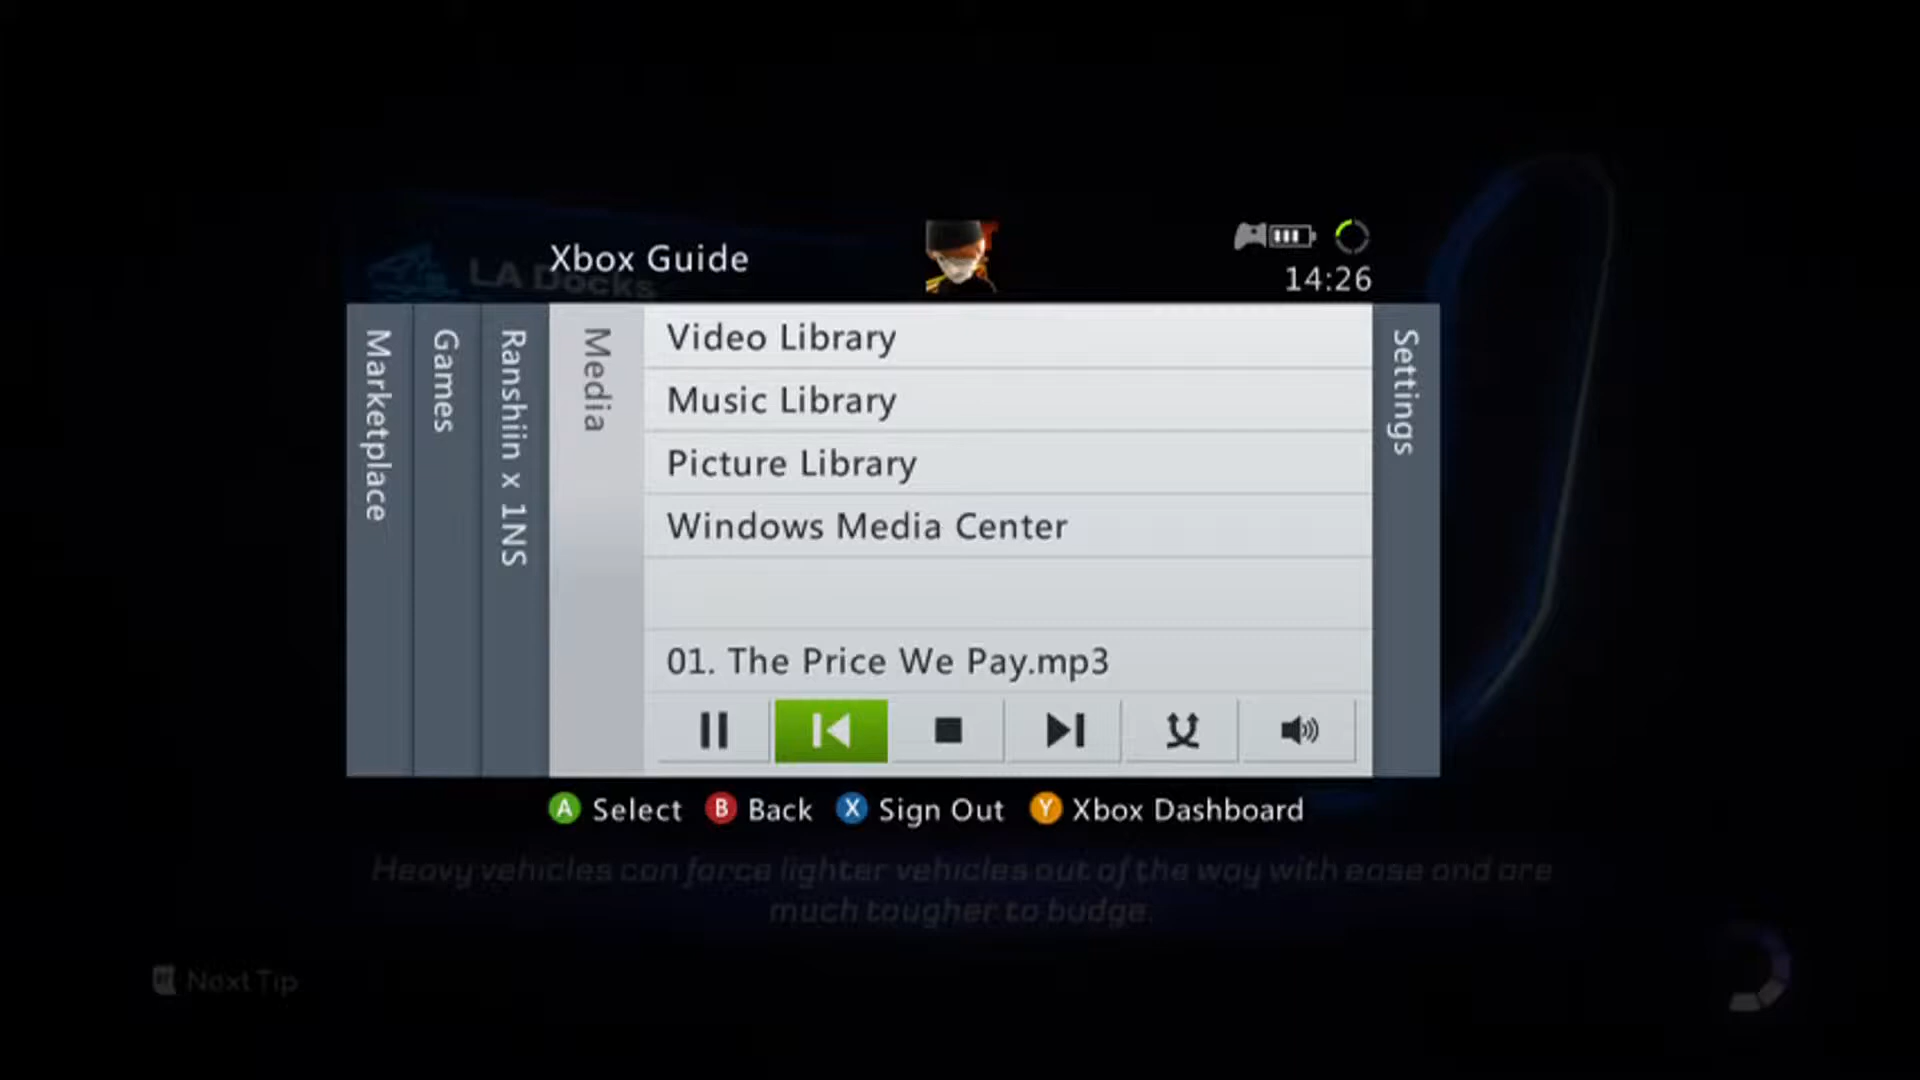 LA Docks
Xbox Guide
14:26
Marketplace
Games
Ranshiin x 1NS
Media
Video Library
Music Library
Picture Library
Windows Media Center
01. The Price We Pay.mp3
Settings
A Select B Back X Sign Out Y Xbox Dashboard
Heavy vehicles can force lighter vehicles out of the way with ease and are
much tougher to budge.
Next Tip